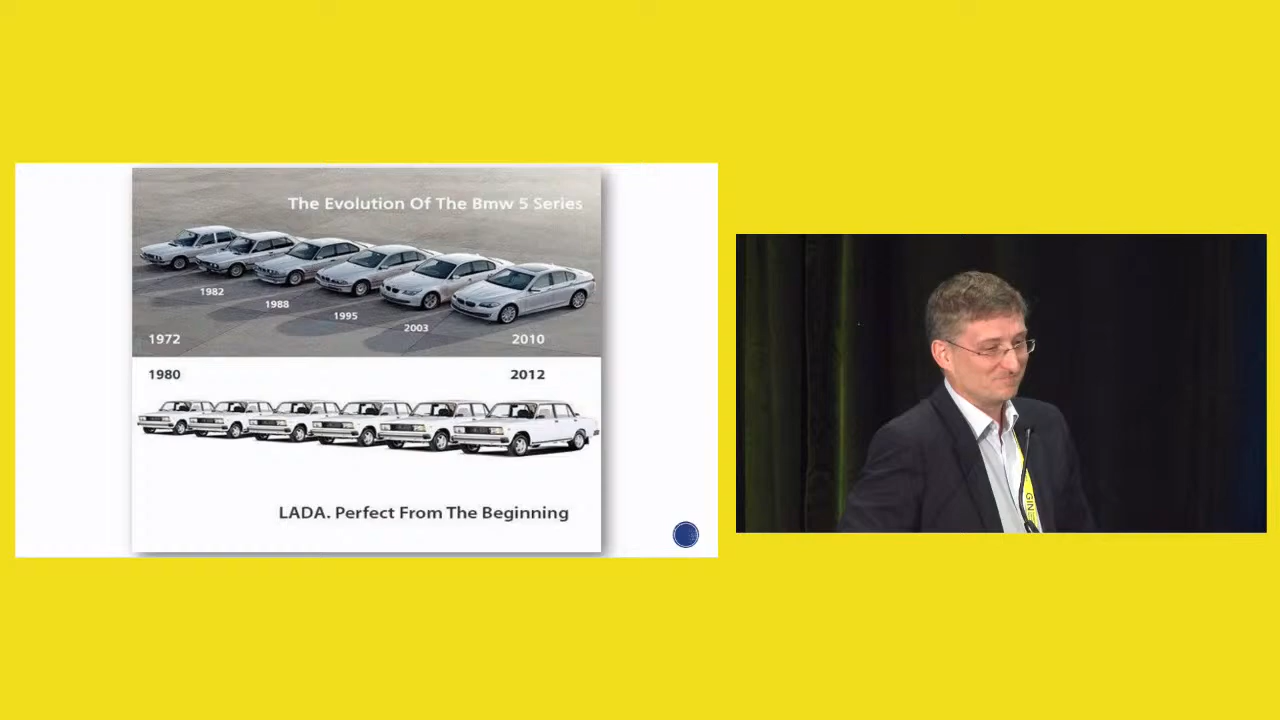 The Evolution Of The Bmw 5 Series
1982
1988
1995
2003
1972
2010
1980
2012
LADA. Perfect From The Beginning
GINE